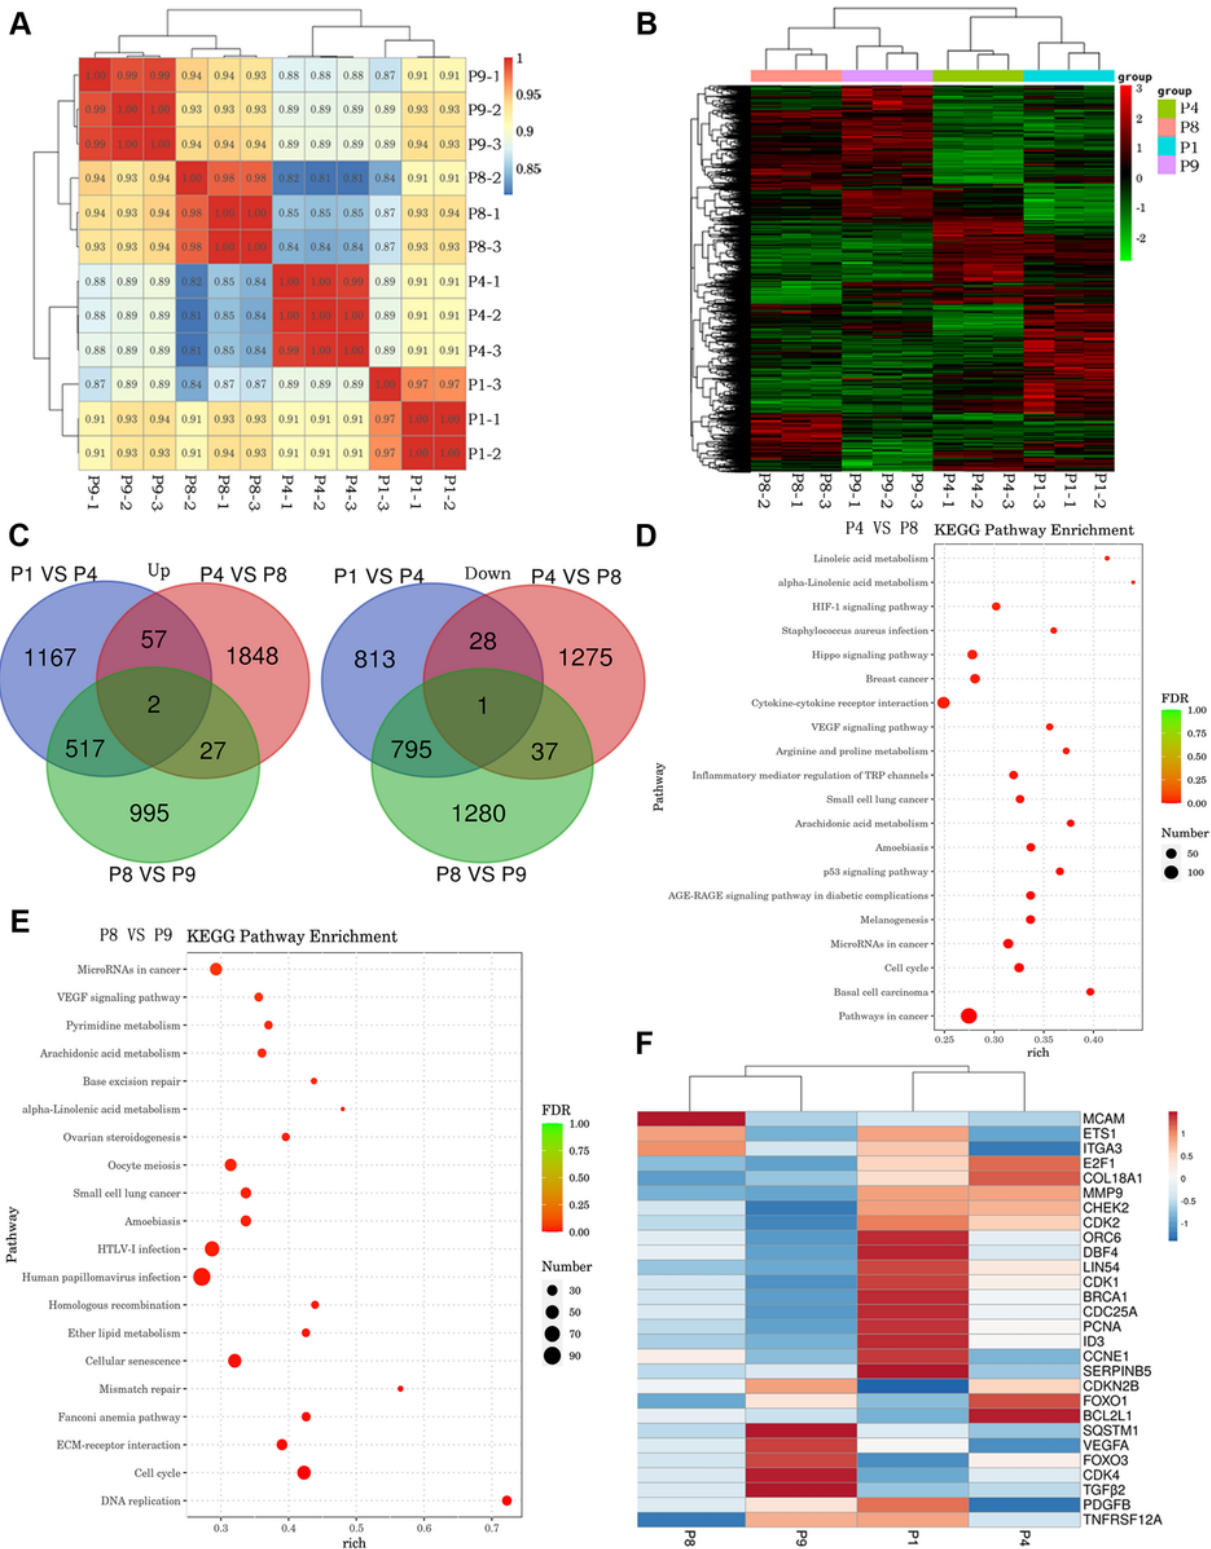 A
1.00 0.99 0.99 0.94 0.94 0.93 0.88 0.88 0.88 0.87 0.91 0.91 P9-1
0.99 1.00 1.00 0.93 0.93 0.93 0.89 0.89 0.89 0.89 0.93 0.93 P9-2
0.99 1.00 1.00 0.94 0.94 0.94 0.89 0.89 0.89 0.89 0.93 0.93 P9-3
0.94 0.93 0.94 1.00 0.98 0.98 0.82 0.81 0.81 0.84 0.91 0.91 P8-2
0.94 0.93 0.94 0.98 1.00 1.00 0.85 0.85 0.85 0.87 0.93 0.94 P8-1
0.93 0.93 0.94 0.98 1.00 1.00 0.84 0.84 0.84 0.87 0.93 0.93 P8-3
0.88 0.89 0.89 0.82 0.85 0.84 1.00 1.00 0.99 0.89 0.91 0.91 P4-1
0.88 0.89 0.89 0.81 0.85 0.84 1.00 1.00 1.00 0.89 0.91 0.91 P4-2
0.88 0.89 0.89 0.81 0.85 0.84 0.99 1.00 1.00 0.89 0.91 0.91 P4-3
0.87 0.89 0.89 0.84 0.87 0.87 0.89 0.89 0.89 1.00 0.97 0.97 P1-3
0.91 0.93 0.94 0.91 0.93 0.93 0.91 0.91 0.91 0.97 1.00 1.00 P1-1
0.91 0.93 0.93 0.91 0.94 0.93 0.91 0.91 0.91 0.97 1.00 1.00 P1-2
P9-1 P9-2 P9-3 P8-2 P8-1 P8-3 P4-1 P4-2 P4-3 P1-3 P1-1 P1-2
1
0.95
0.9
0.85
B
group
3
2
1
0
-1
-2
group
P4
P8
P1
P9
P8-2 P8-1 P8-3 P9-1 P9-2 P9-3 P4-1 P4-2 P4-3 P1-3 P1-1 P1-2
C
P1 VS P4 Up P4 VS P8
57
1167 1848
2
517 27
995
P8 VS P9
P1 VS P4 Down P4 VS P8
28
813 1275
1
795 37
1280
P8 VS P9
D
P4 VS P8 KEGG Pathway Enrichment
Linoleic acid metabolism
alpha-Linolenic acid metabolism
HIF-1 signaling pathway
Staphylococcus aureus infection
Hippo signaling pathway
Breast cancer
Cytokine-cytokine receptor interaction
VEGF signaling pathway
Arginine and proline metabolism
Inflammatory mediator regulation of TRP channels
Small cell lung cancer
Arachidonic acid metabolism
Amoebiasis
p53 signaling pathway
AGE-RAGE signaling pathway in diabetic complications
Melanogenesis
MicroRNAs in cancer
Cell cycle
Basal cell carcinoma
Pathways in cancer
Pathway
0.25 0.30 0.35 0.40
rich
FDR
1.00
0.75
0.50
0.25
0.00
Number
50
100
E
P8 VS P9 KEGG Pathway Enrichment
MicroRNAs in cancer
VEGF signaling pathway
Pyrimidine metabolism
Arachidonic acid metabolism
Base excision repair
alpha-Linolenic acid metabolism
Ovarian steroidogenesis
Oocyte meiosis
Small cell lung cancer
Amoebiasis
HTLV-I infection
Human papillomavirus infection
Homologous recombination
Ether lipid metabolism
Cellular senescence
Mismatch repair
Fanconi anemia pathway
ECM-receptor interaction
Cell cycle
DNA replication
Pathway
0.3 0.4 0.5 0.6 0.7
rich
FDR
1.00
0.75
0.50
0.25
0.00
Number
30
50
70
90
F
MCAM
ETS1
ITGA3
E2F1
COL18A1
MMP9
CHEK2
CDK2
ORC6
DBF4
LIN54
CDK1
BRCA1
CDC25A
PCNA
ID3
CCNE1
SERPINB5
CDKN2B
FOXO1
BCL2L1
SQSTM1
VEGFA
FOXO3
CDK4
TGFβ2
PDGFB
TNFRSF12A
P8 P9 P1 P4
1
0.5
0
-0.5
-1